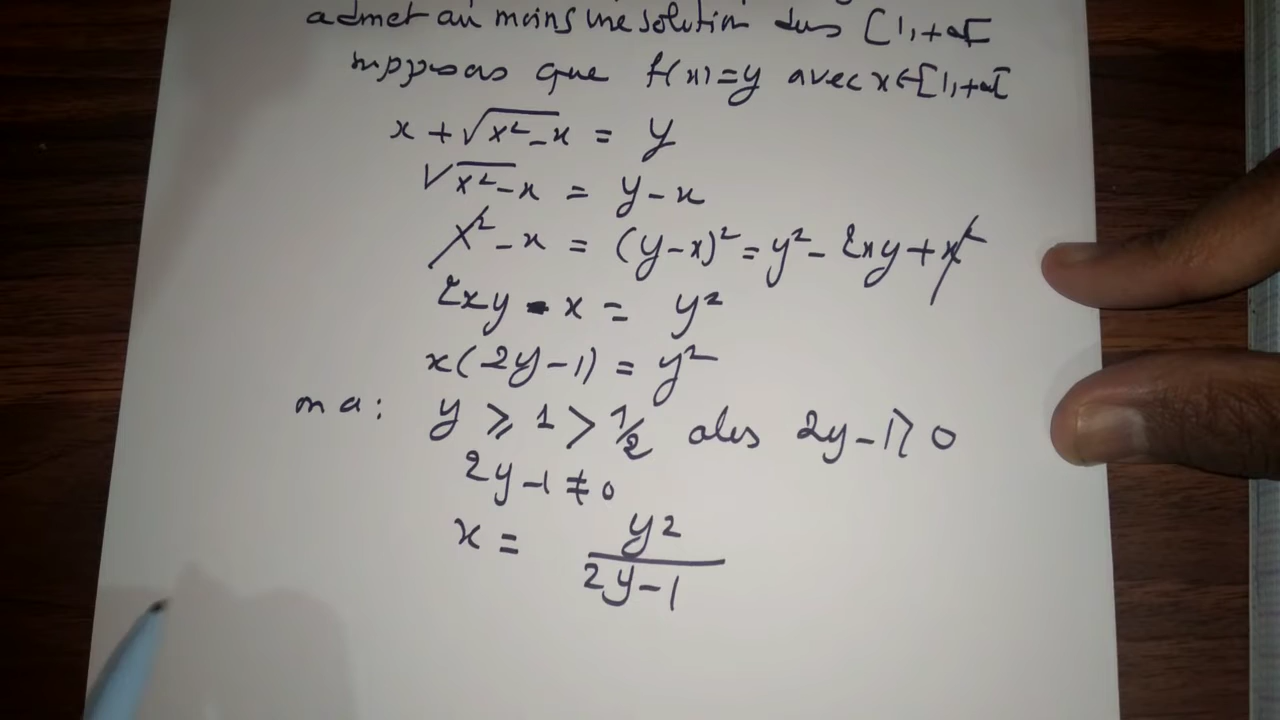 admet au moins une solution dans [1,+∞[
supposons que f(x)=y avec x∈[1,+∞[
x + √x²-x = y
√x²-x = y-x
x² - x = (y-x)² = y² - 2xy + x²
2xy - x = y²
x(2y-1) = y²
on a : y ⩾ 1 > 1/2 alors 2y-1> 0
2y-1 ≠ 0
x = y²/2y-1